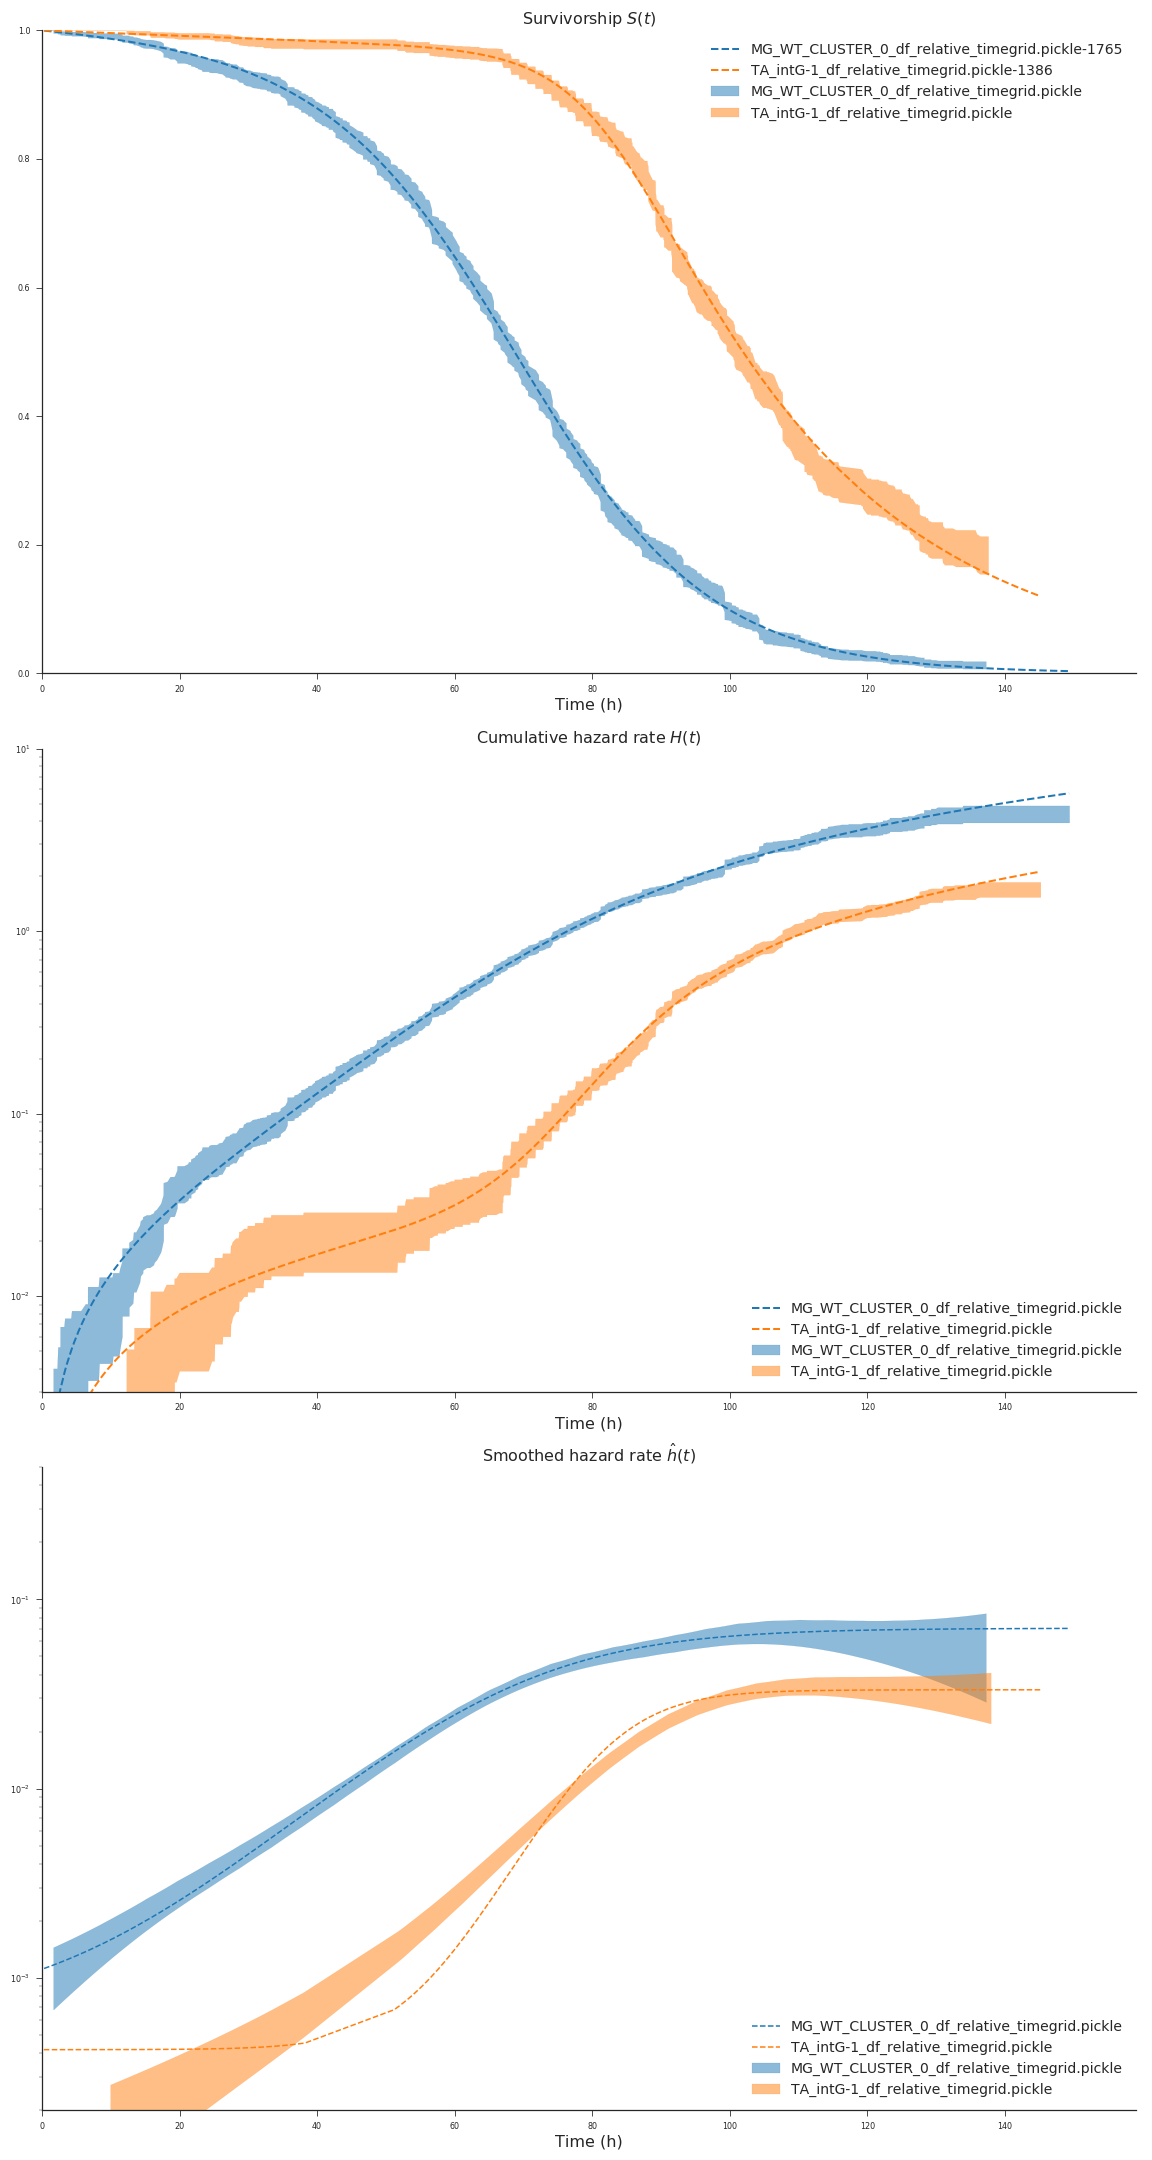 Survivorship S(t)
1.0
0.8
0.6
0.4
0.2
0.0
MG_WT_CLUSTER_0_df_relative_timegrid.pickle-1765
TA_intG-1_df_relative_timegrid.pickle-1386
MG_WT_CLUSTER_0_df_relative_timegrid.pickle
TA_intG-1_df_relative_timegrid.pickle
0 20 40 60 80 100 120 140
Time (h)
Cumulative hazard rate H(t)
10¹
10⁰
10⁻¹
10⁻²
MG_WT_CLUSTER_0_df_relative_timegrid.pickle
TA_intG-1_df_relative_timegrid.pickle
MG_WT_CLUSTER_0_df_relative_timegrid.pickle
TA_intG-1_df_relative_timegrid.pickle
0 20 40 60 80 100 120 140
Time (h)
Smoothed hazard rate ĥ(t)
10⁻¹
10⁻²
10⁻³
MG_WT_CLUSTER_0_df_relative_timegrid.pickle
TA_intG-1_df_relative_timegrid.pickle
MG_WT_CLUSTER_0_df_relative_timegrid.pickle
TA_intG-1_df_relative_timegrid.pickle
0 20 40 60 80 100 120 140
Time (h)